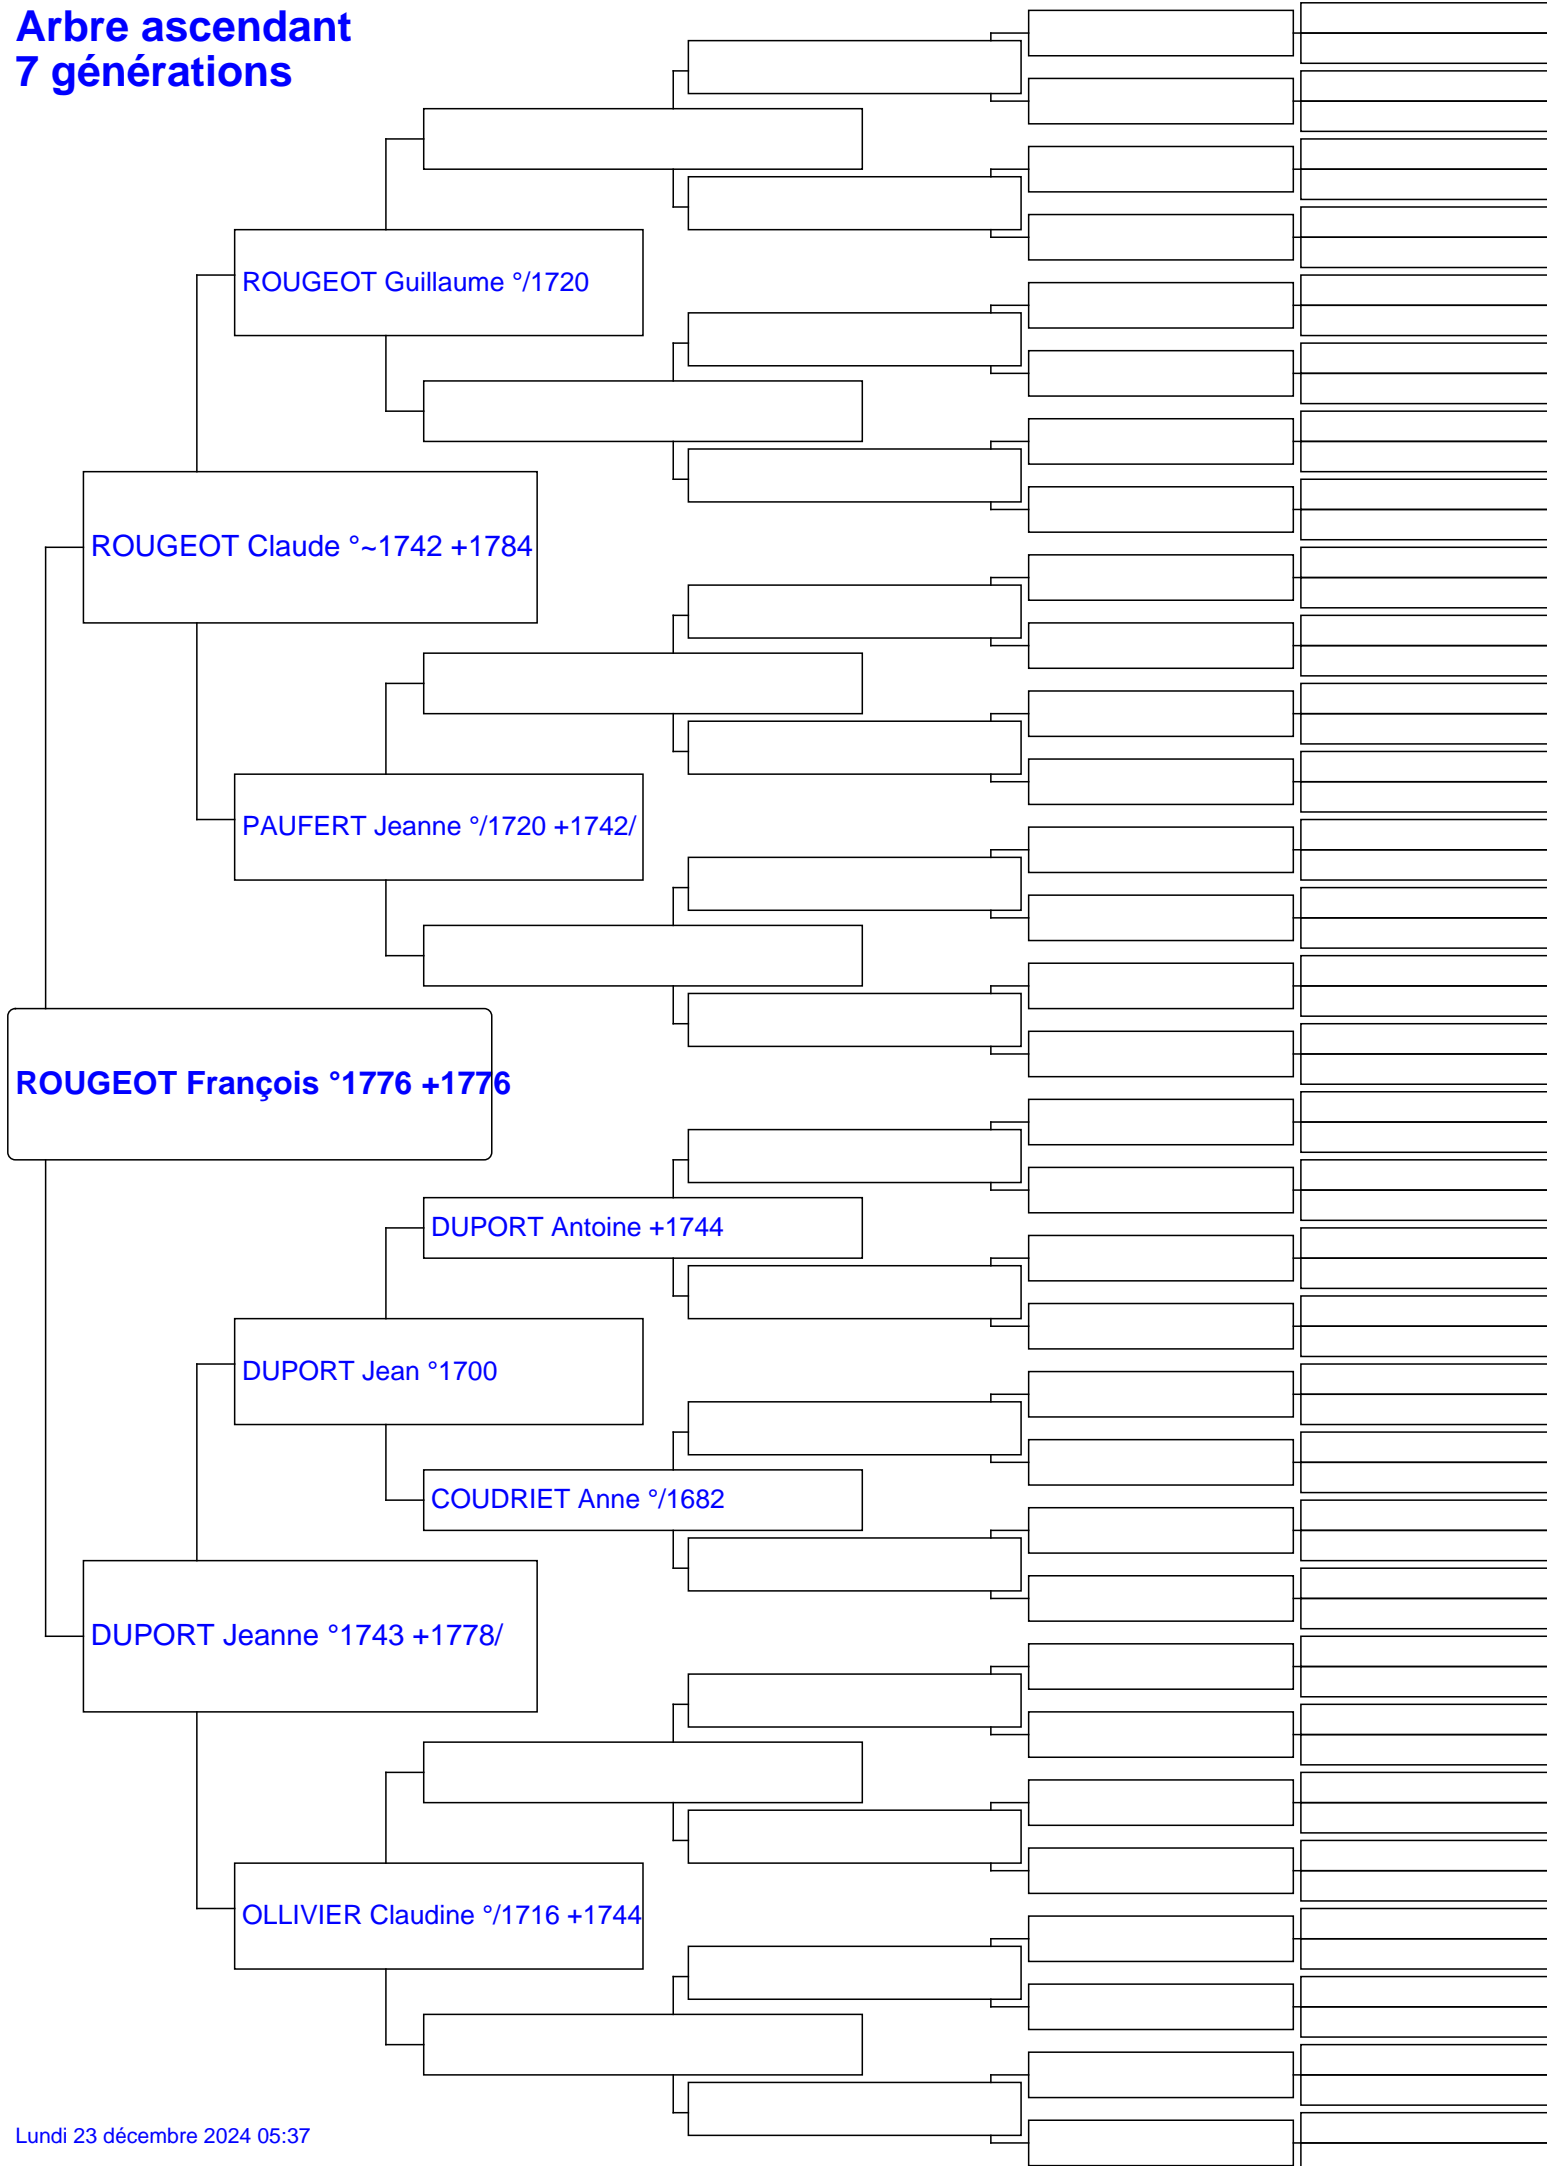 Arbre ascendant
7 générations
ROUGEOT Guillaume °/1720
ROUGEOT Claude °~1742 +1784
PAUFERT Jeanne °/1720 +1742/
ROUGEOT François °1776 +1776
DUPORT Antoine +1744
DUPORT Jean °1700
COUDRIET Anne °/1682
DUPORT Jeanne °1743 +1778/
OLLIVIER Claudine °/1716 +1744
Lundi 23 décembre 2024 05:37